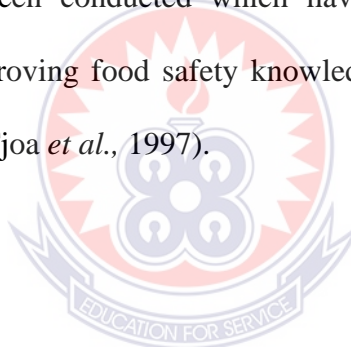 een conducted which hav
roving food safety knowled
joa et al., 1997).
EDUCATION FOR SERVICE